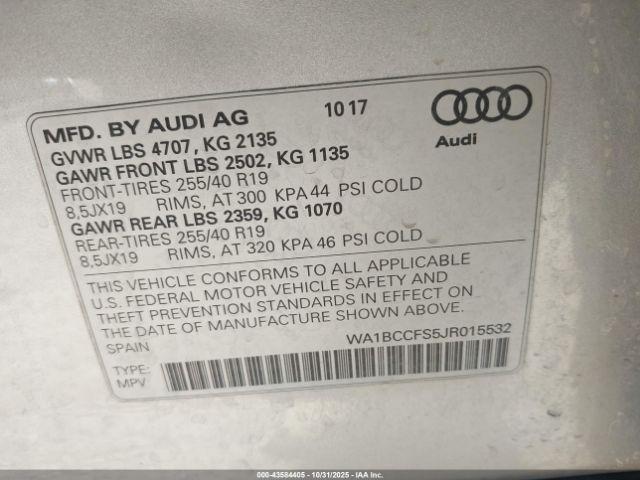 MFD. BY AUDI AG 10 17
Audi
GVWR LBS 4707, KG 2135
GAWR FRONT LBS 2502, KG 1135
FRONT-TIRES 255/40 R19
8,5JX19 RIMS, AT 300 KPA 44 PSI COLD
GAWR REAR LBS 2359, KG 1070
REAR-TIRES 255/40 R19
8,5JX19 RIMS, AT 320 KPA 46 PSI COLD
THIS VEHICLE CONFORMS TO ALL APPLICABLE
U.S. FEDERAL MOTOR VEHICLE SAFETY AND
THEFT PREVENTION STANDARDS IN EFFECT ON
THE DATE OF MANUFACTURE SHOWN ABOVE.
SPAIN WA1BCCFS5JR015532
TYPE:
MPV
000-43584405 - 10/31/2025 - IAAI.CA